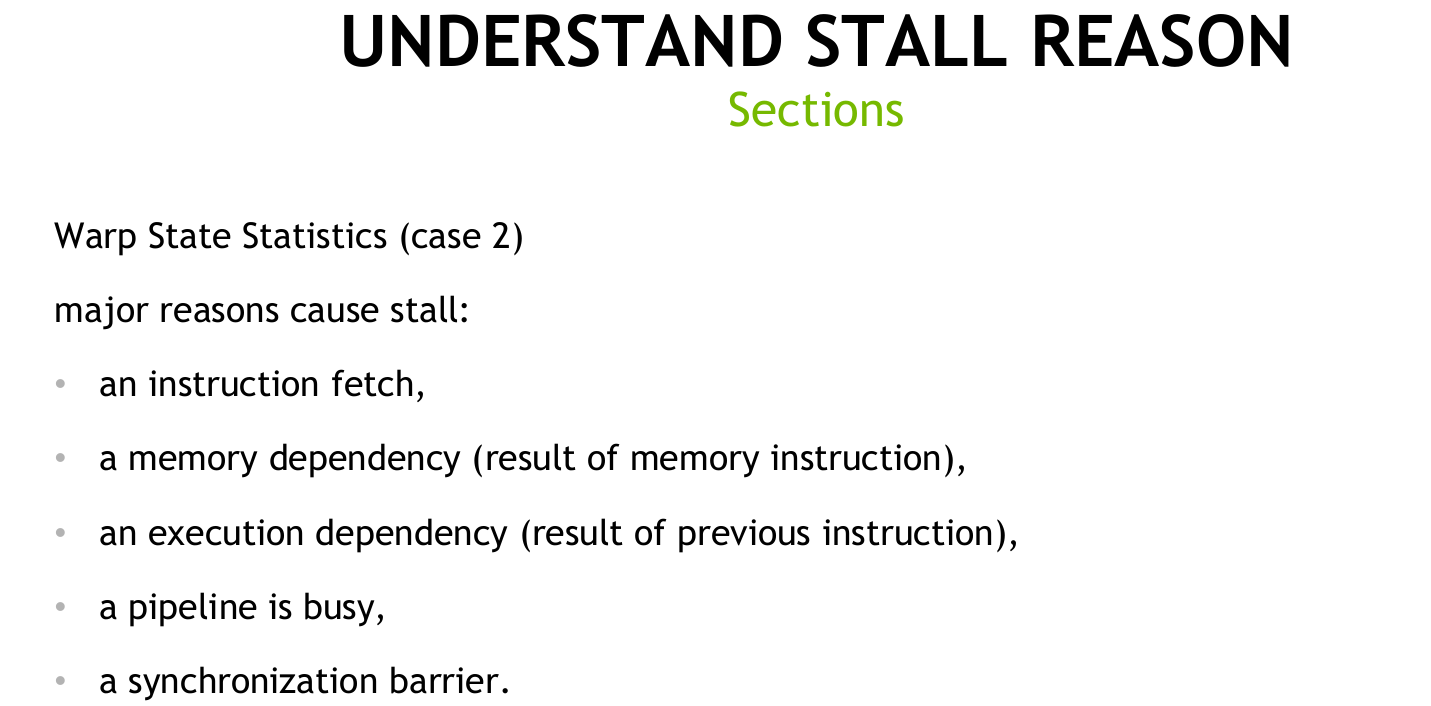 UNDERSTAND STALL REASON
Sections
Warp State Statistics (case 2)
major reasons cause stall:
• an instruction fetch,
• a memory dependency (result of memory instruction),
• an execution dependency (result of previous instruction),
• a pipeline is busy,
• a synchronization barrier.